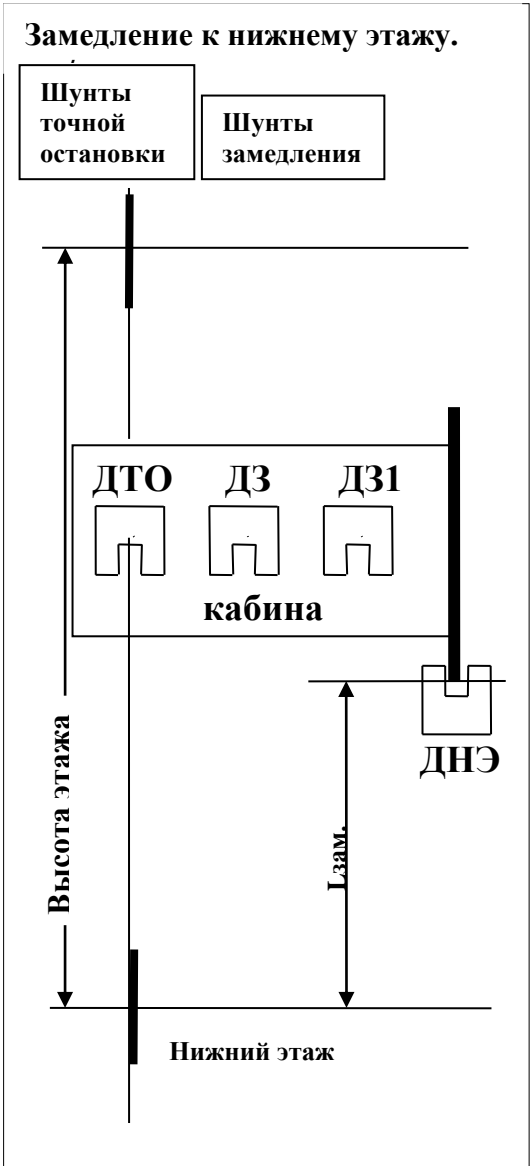 Замедление к нижнему этажу.
Шунты
точной
остановки
Шунты
замедления
ДТО
ДЗ
ДЗ1
кабина
ДНЭ
Высота этажа
Lзам.
Нижний этаж